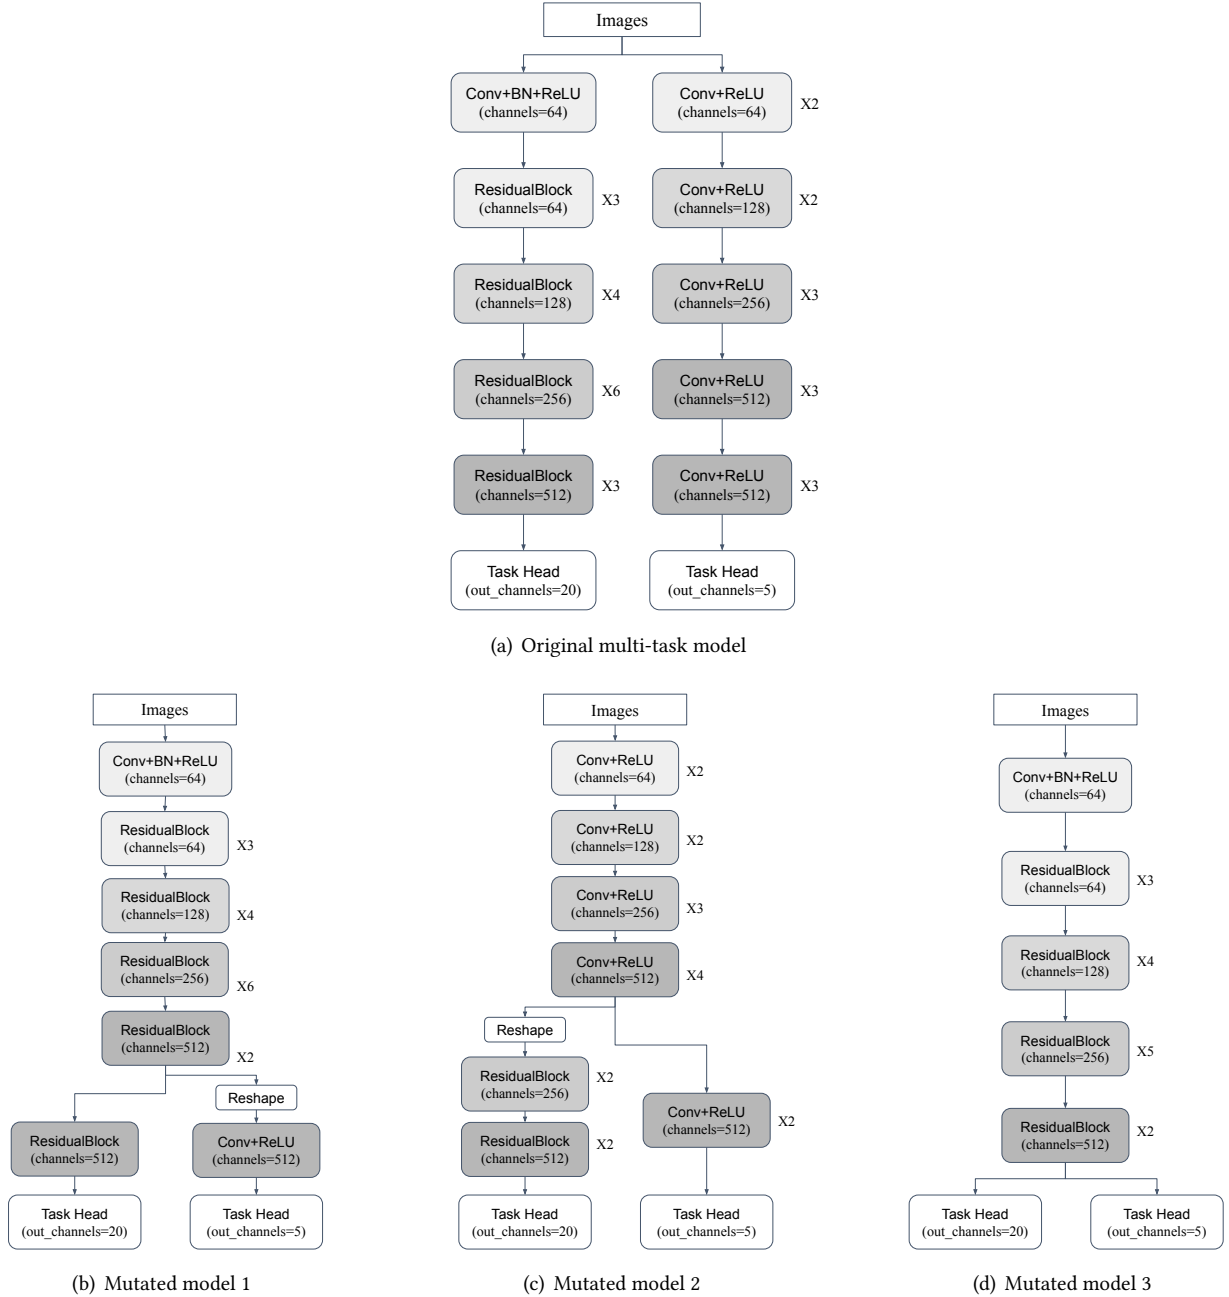 Images
Conv+BN+ReLU
(channels=64)
Conv+ReLU
(channels=64)
X2
ResidualBlock
(channels=64)
X3
Conv+ReLU
(channels=128)
X2
ResidualBlock
(channels=128)
X4
Conv+ReLU
(channels=256)
X3
ResidualBlock
(channels=256)
X6
Conv+ReLU
(channels=512)
X3
ResidualBlock
(channels=512)
X3
Conv+ReLU
(channels=512)
X3
Task Head
(out_channels=20)
Task Head
(out_channels=5)
(a) Original multi-task model
Images
Conv+BN+ReLU
(channels=64)
ResidualBlock
(channels=64)
X3
ResidualBlock
(channels=128)
X4
ResidualBlock
(channels=256)
X6
ResidualBlock
(channels=512)
X2
Reshape
ResidualBlock
(channels=512)
Conv+ReLU
(channels=512)
Task Head
(out_channels=20)
Task Head
(out_channels=5)
(b) Mutated model 1
Images
Conv+ReLU
(channels=64)
X2
Conv+ReLU
(channels=128)
X2
Conv+ReLU
(channels=256)
X3
Conv+ReLU
(channels=512)
X4
Reshape
ResidualBlock
(channels=256)
X2
Conv+ReLU
(channels=512)
X2
ResidualBlock
(channels=512)
X2
Task Head
(out_channels=20)
Task Head
(out_channels=5)
(c) Mutated model 2
Images
Conv+BN+ReLU
(channels=64)
ResidualBlock
(channels=64)
X3
ResidualBlock
(channels=128)
X4
ResidualBlock
(channels=256)
X5
ResidualBlock
(channels=512)
X2
Task Head
(out_channels=20)
Task Head
(out_channels=5)
(d) Mutated model 3